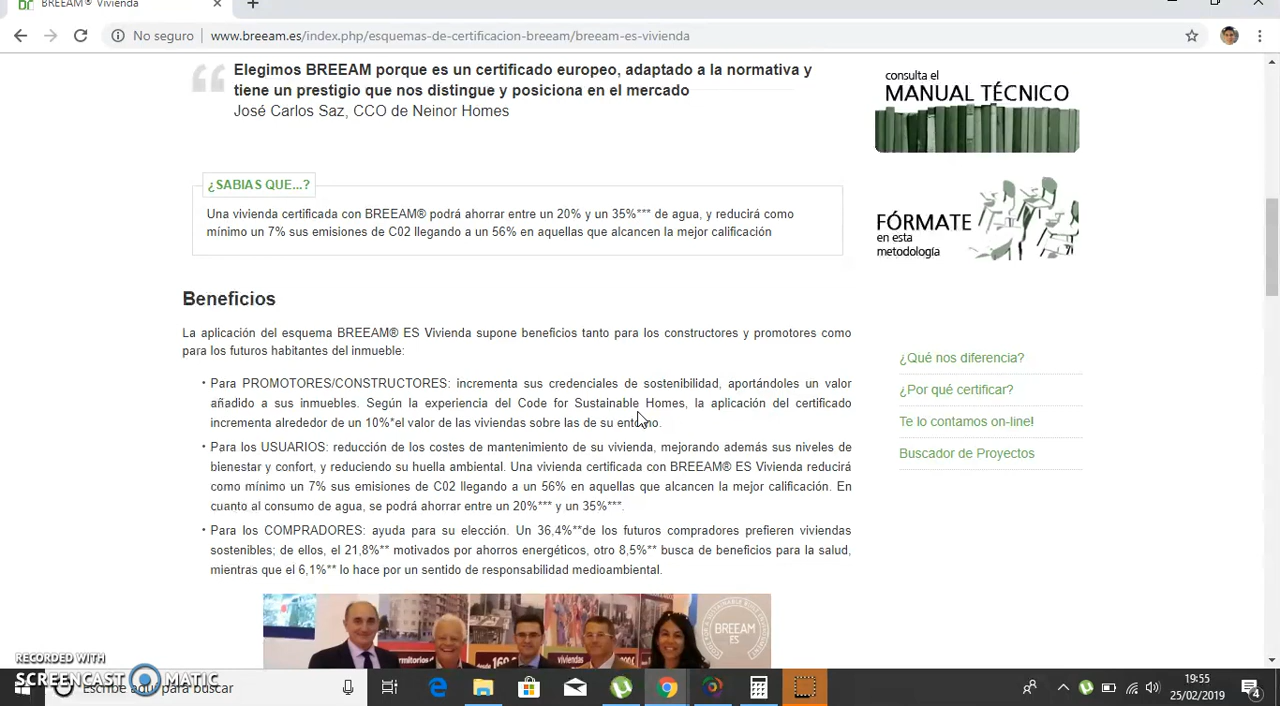 BREEAM® Vivienda
No seguro
www.breeam.es/index.php/esquemas-de-certificacion-breeam/breeam-es-vivienda
Elegimos BREEAM porque es un certificado europeo, adaptado a la normativa y
tiene un prestigio que nos distingue y posiciona en el mercado
José Carlos Saz, CCO de Neinor Homes
¿SABIAS QUE...?
Una vivienda certificada con BREEAM® podrá ahorrar entre un 20% y un 35%*** de agua, y reducirá como
mínimo un 7% sus emisiones de C02 llegando a un 56% en aquellas que alcancen la mejor calificación
Beneficios
La aplicación del esquema BREEAM® ES Vivienda supone beneficios tanto para los constructores y promotores como
para los futuros habitantes del inmueble:
• Para PROMOTORES/CONSTRUCTORES: incrementa sus credenciales de sostenibilidad, aportándoles un valor
añadido a sus inmuebles. Según la experiencia del Code for Sustainable Homes, la aplicación del certificado
incrementa alrededor de un 10%*el valor de las viviendas sobre las de su entorno.
• Para los USUARIOS: reducción de los costes de mantenimiento de su vivienda, mejorando además sus niveles de
bienestar y confort, y reduciendo su huella ambiental. Una vivienda certificada con BREEAM® ES Vivienda reducirá
como mínimo un 7% sus emisiones de C02 llegando a un 56% en aquellas que alcancen la mejor calificación. En
cuanto al consumo de agua, se podrá ahorrar entre un 20%*** y un 35%***.
• Para los COMPRADORES: ayuda para su elección. Un 36,4%**de los futuros compradores prefieren viviendas
sostenibles; de ellos, el 21,8%** motivados por ahorros energéticos, otro 8,5%** busca de beneficios para la salud,
mientras que el 6,1%** lo hace por un sentido de responsabilidad medioambiental.
consulta el
MANUAL TÉCNICO
FÓRMATE
en esta
metodología
¿Qué nos diferencia?
¿Por qué certificar?
Te lo contamos on-line!
Buscador de Proyectos
BREEAM
ES
viviendas
RECORDED WITH
SCREENCAST MATIC
Escribe aquí para buscar
19:55
25/02/2019
4